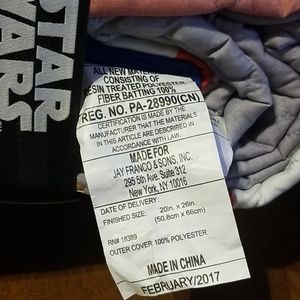 STAR
WARS
ALL NEW MATERIAL
CONSISTING OF
RESIN TREATED POLYESTER
FIBER BATTING 100%
REG. NO. PA-28990(CN)
CERTIFICATION IS MADE BY THE
MANUFACTURER THAT THE MATERIALS
IN THIS ARTICLE ARE DESCRIBED IN
ACCORDANCE WITH LAW.
MADE FOR
JAY FRANCO & SONS, INC.
295 5th Ave. Suite 312
New York, NY 10016
DATE OF DELIVERY:
FINISHED SIZE: 20in. x 26in.
(50.8cm x 66cm)
RN# 18389
OUTER COVER 100% POLYESTER
MADE IN CHINA
FEBRUARY/2017